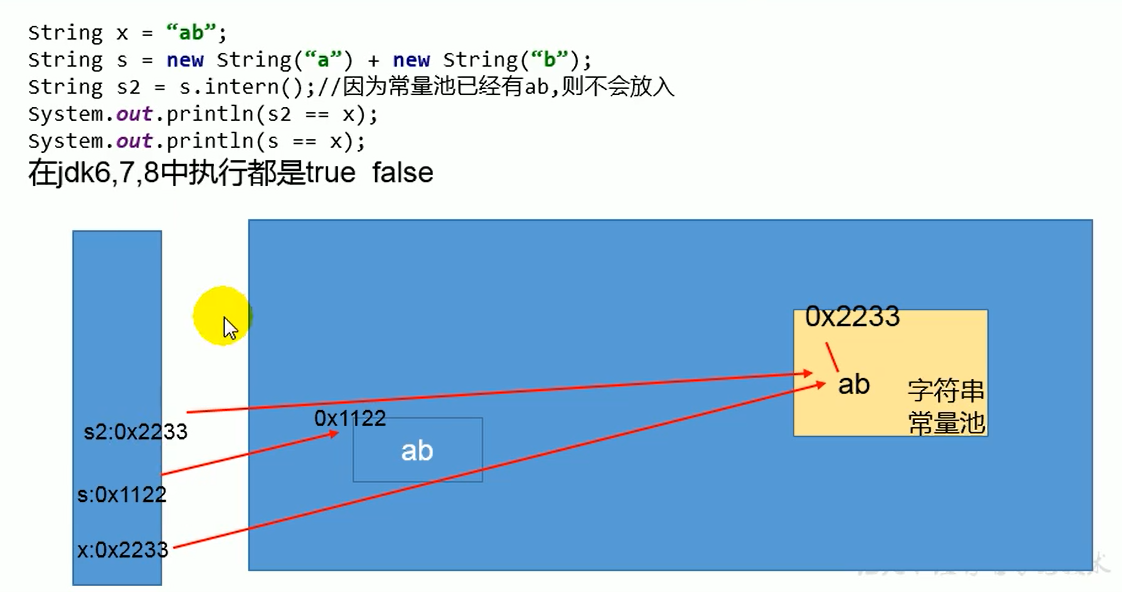 String x = “ab”;
String s = new String(“a”) + new String(“b”);
String s2 = s.intern();//因为常量池已经有ab,则不会放入
System.out.println(s2 == x);
System.out.println(s == x);
在jdk6,7,8中执行都是true false
0x2233
ab
字符串
常量池
s2:0x2233
0x1122
ab
s:0x1122
x:0x2233